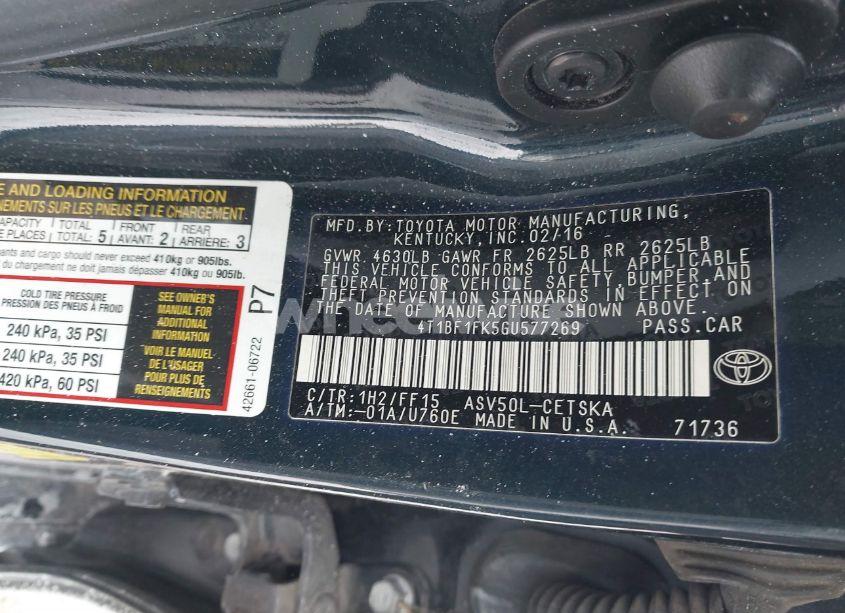 E AND LOADING INFORMATION
NEMENTS SUR LES PNEUS ET LE CHARGEMENT
CAPACITY TOTAL FRONT REAR
PLACES TOTAL: 5 AVANT: 2 ARRIÈRE: 3
ants and cargo should never exceed 410kg or 905lbs.
du chargement ne doit jamais dépasser 410kg ou 905lb.
COLD TIRE PRESSURE
PRESSION DES PNEUS À FROID
240 kPa, 35 PSI
240 kPa, 35 PSI
420 kPa, 60 PSI
SEE OWNER'S
MANUAL FOR
ADDITIONAL
INFORMATION
VOIR LE MANUEL
DE L'USAGER
POUR PLUS DE
RENSEIGNEMENTS
P7
42661-06722
MFD.BY:TOYOTA MOTOR MANUFACTURING,
KENTUCKY,INC.02/16
GVWR 4630LB GAWR FR 2625LB RR 2625LB
THIS VEHICLE CONFORMS TO ALL APPLICABLE
FEDERAL MOTOR VEHICLE SAFETY,BUMPER AND
THEFT PREVENTION STANDARDS IN EFFECT ON
THE DATE OF MANUFACTURE SHOWN ABOVE.
4T1BF1FK5GU577269 PASS.CAR
C/TR:1H2/FF15 ASV50L-CETSKA
A/TM:-01A/U760E MADE IN U.S.A. 71736